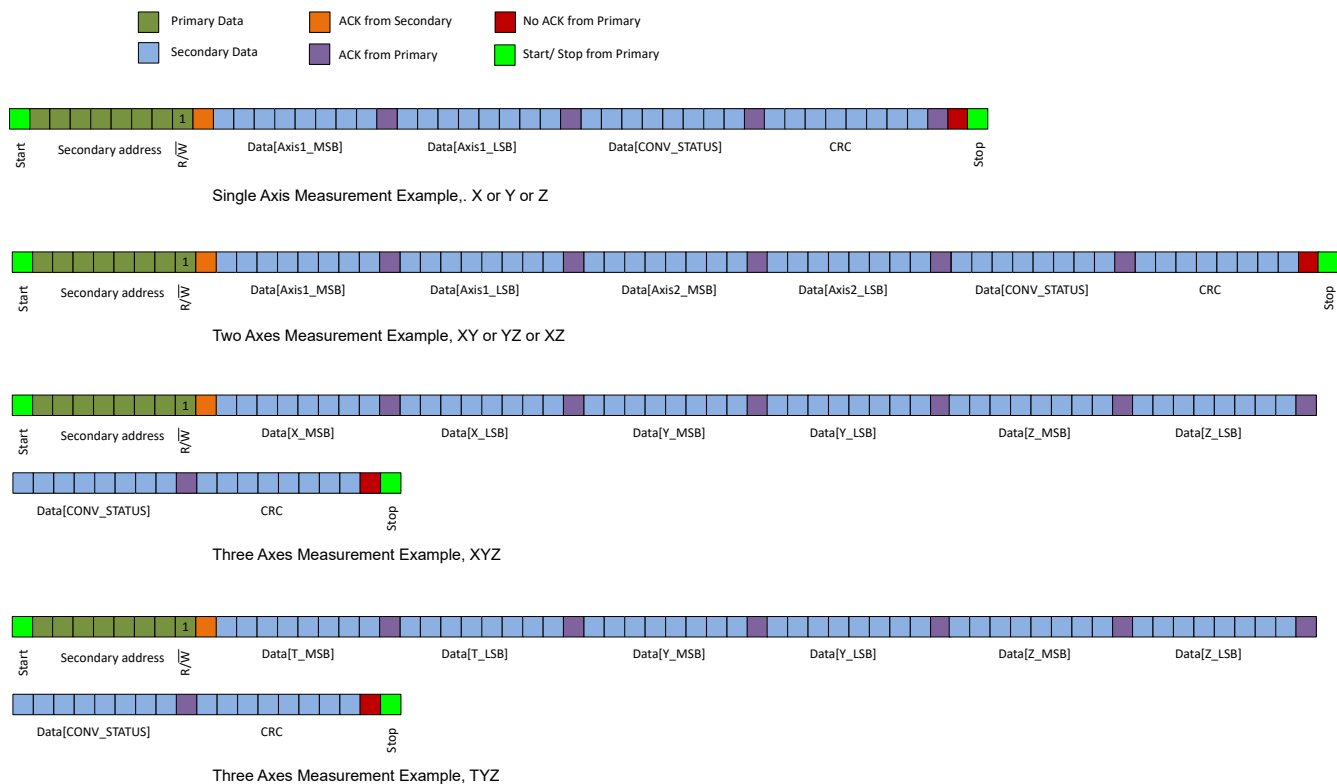 Primary Data
ACK from Secondary
No ACK from Primary
Secondary Data
ACK from Primary
Start/ Stop from Primary
1
Start
Secondary address
R/W
Data[Axis1_MSB]
Data[Axis1_LSB]
Data[CONV_STATUS]
CRC
Stop
Single Axis Measurement Example,. X or Y or Z
1
Start
Secondary address
R/W
Data[Axis1_MSB]
Data[Axis1_LSB]
Data[Axis2_MSB]
Data[Axis2_LSB]
Data[CONV_STATUS]
CRC
Stop
Two Axes Measurement Example, XY or YZ or XZ
1
Start
Secondary address
R/W
Data[X_MSB]
Data[X_LSB]
Data[Y_MSB]
Data[Y_LSB]
Data[Z_MSB]
Data[Z_LSB]
Data[CONV_STATUS]
CRC
Stop
Three Axes Measurement Example, XYZ
1
Start
Secondary address
R/W
Data[T_MSB]
Data[T_LSB]
Data[Y_MSB]
Data[Y_LSB]
Data[Z_MSB]
Data[Z_LSB]
Data[CONV_STATUS]
CRC
Stop
Three Axes Measurement Example, TYZ